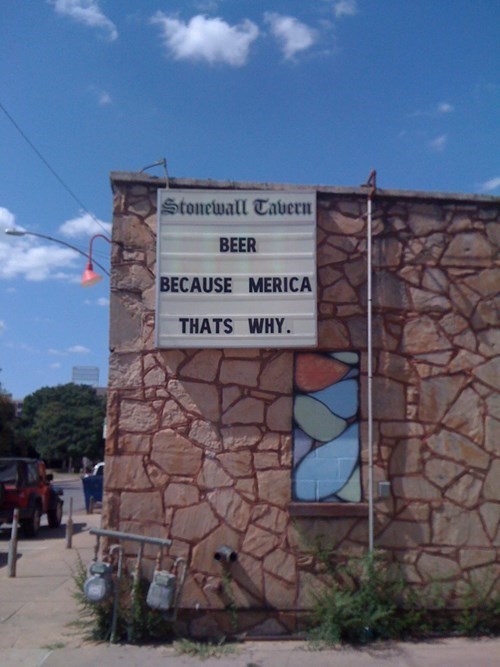 Stonewall Tavern
BEER
BECAUSE MERICA
THATS WHY.